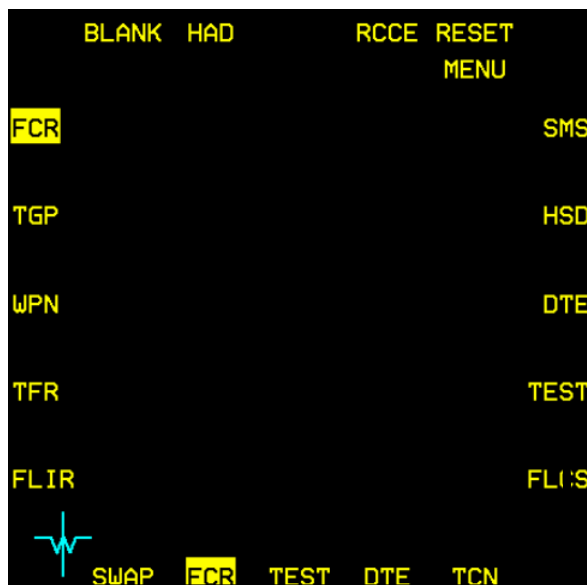 BLANK HAD RCCE RESET
MENU
FCR SMS
TGP HSD
WPN DTE
TFR TEST
FLIR FLCS
SWAP FCR TEST DTE TCN